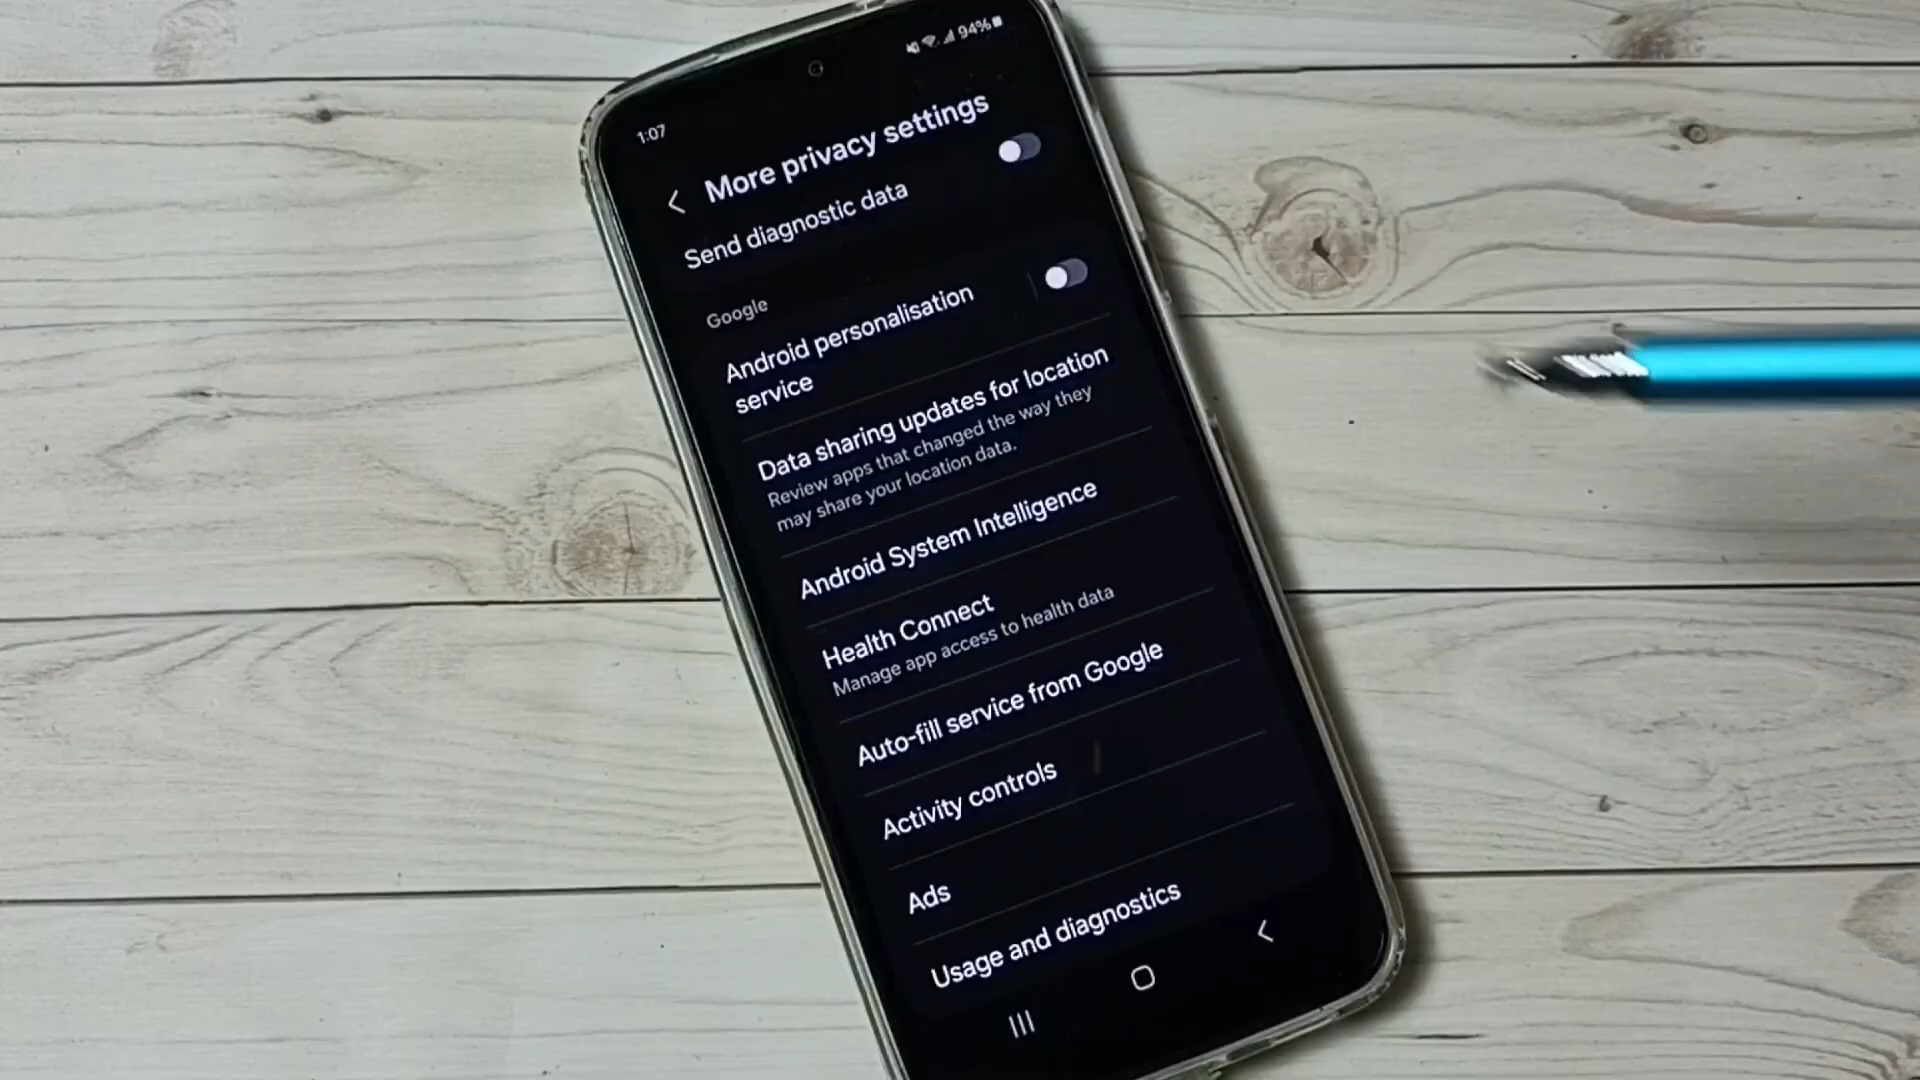 94%
1:07
More privacy settings
Send diagnostic data
Google
Android personalisation
service
Data sharing updates for location
Review apps that changed the way they
may share your location data.
Android System Intelligence
Health Connect
Manage app access to health data
Auto-fill service from Google
Activity controls
Ads
Usage and diagnostics